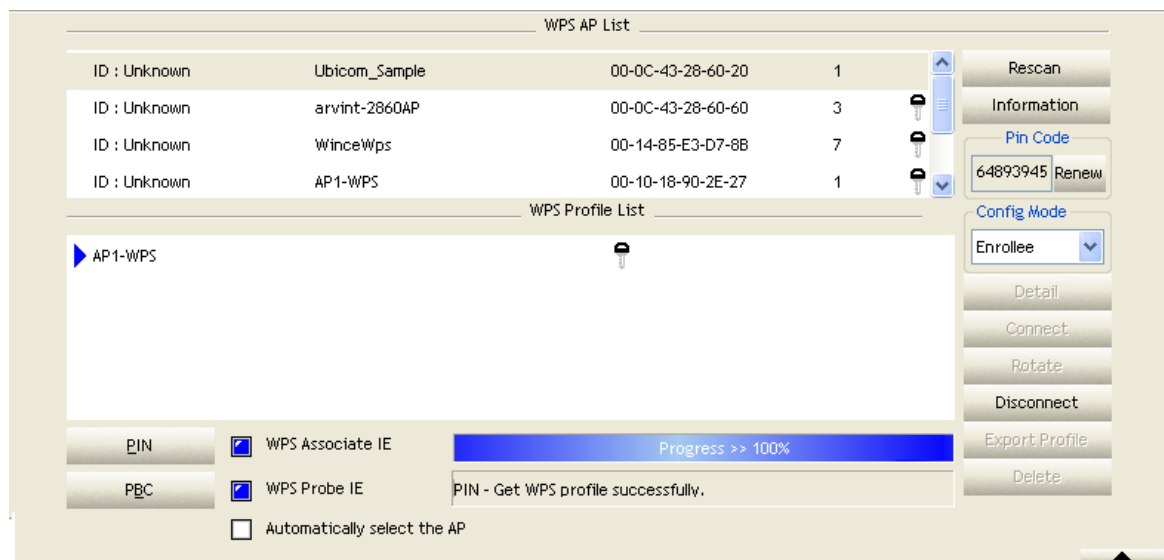 WPS AP List
ID : Unknown Ubicom_Sample 00-0C-43-28-60-20 1
ID : Unknown arvint-2860AP 00-0C-43-28-60-60 3
ID : Unknown WinceWps 00-14-85-E3-D7-8B 7
ID : Unknown AP1-WPS 00-10-18-90-2E-27 1
WPS Profile List
AP1-WPS
Rescan
Information
Pin Code
64893945 Renew
Config Mode
Enrollee
Detail
Connect
Rotate
Disconnect
Export Profile
Delete
PIN WPS Associate IE Progress >> 100%
PBC WPS Probe IE PIN - Get WPS profile successfully.
Automatically select the AP